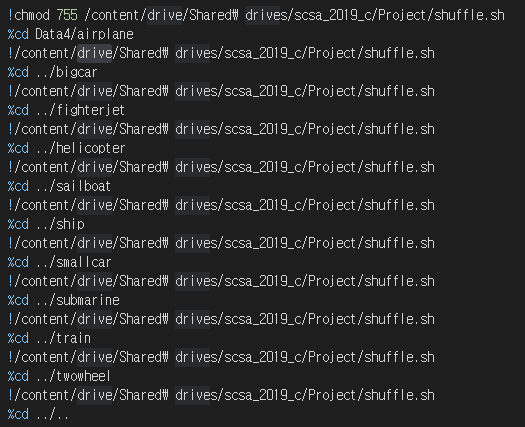 !chmod 755 /content/drive/Shared₩ drives/scsa_2019_c/Project/shuffle.sh
%cd Data4/airplane
!/content/drive/Shared₩ drives/scsa_2019_c/Project/shuffle.sh
%cd ../bigcar
!/content/drive/Shared₩ drives/scsa_2019_c/Project/shuffle.sh
%cd ../fighterjet
!/content/drive/Shared₩ drives/scsa_2019_c/Project/shuffle.sh
%cd ../helicopter
!/content/drive/Shared₩ drives/scsa_2019_c/Project/shuffle.sh
%cd ../sailboat
!/content/drive/Shared₩ drives/scsa_2019_c/Project/shuffle.sh
%cd ../ship
!/content/drive/Shared₩ drives/scsa_2019_c/Project/shuffle.sh
%cd ../smallcar
!/content/drive/Shared₩ drives/scsa_2019_c/Project/shuffle.sh
%cd ../submarine
!/content/drive/Shared₩ drives/scsa_2019_c/Project/shuffle.sh
%cd ../train
!/content/drive/Shared₩ drives/scsa_2019_c/Project/shuffle.sh
%cd ../twowheel
!/content/drive/Shared₩ drives/scsa_2019_c/Project/shuffle.sh
%cd ../..